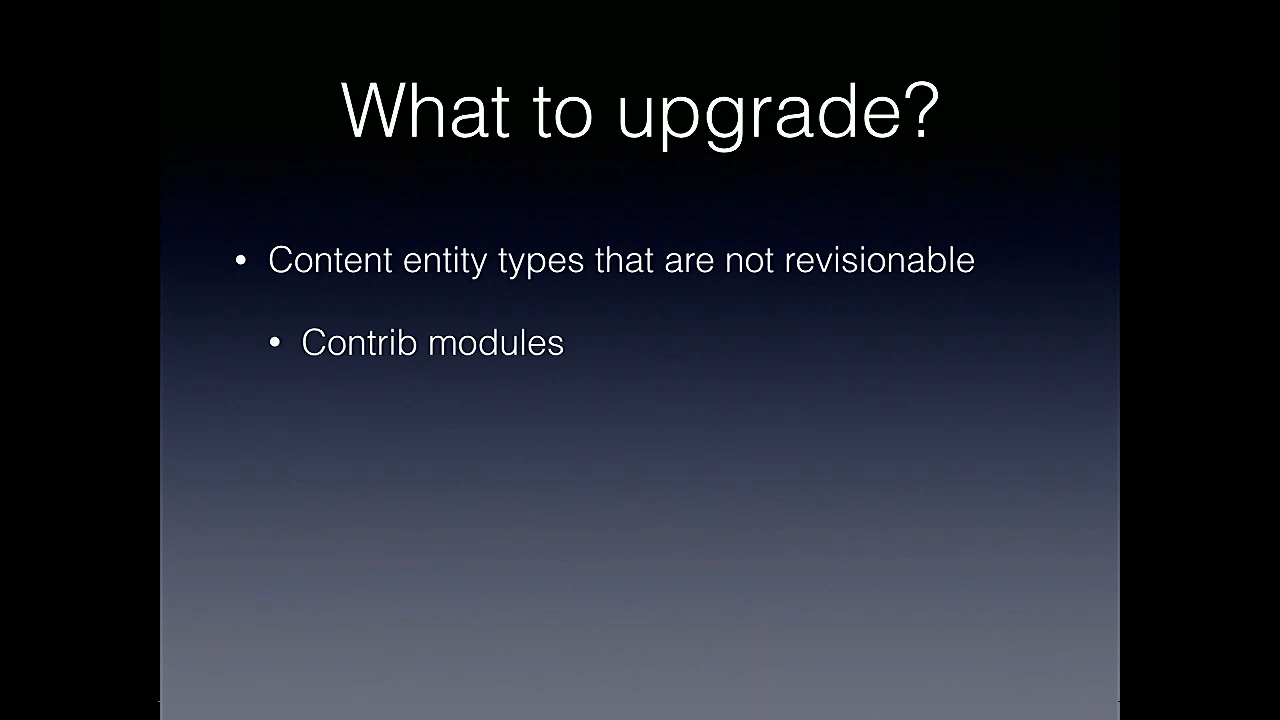 What to upgrade?
• Content entity types that are not revisionable
• Contrib modules